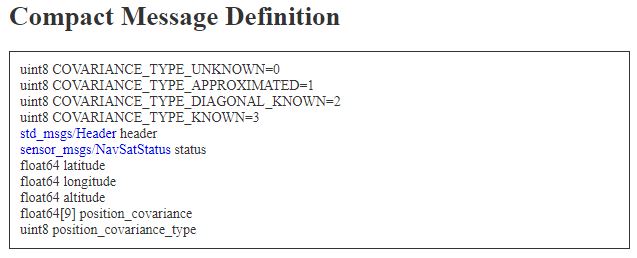 Compact Message Definition
uint8 COVARIANCE_TYPE_UNKNOWN=0
uint8 COVARIANCE_TYPE_APPROXIMATED=1
uint8 COVARIANCE_TYPE_DIAGONAL_KNOWN=2
uint8 COVARIANCE_TYPE_KNOWN=3
std_msgs/Header header
sensor_msgs/NavSatStatus status
float64 latitude
float64 longitude
float64 altitude
float64[9] position_covariance
uint8 position_covariance_type